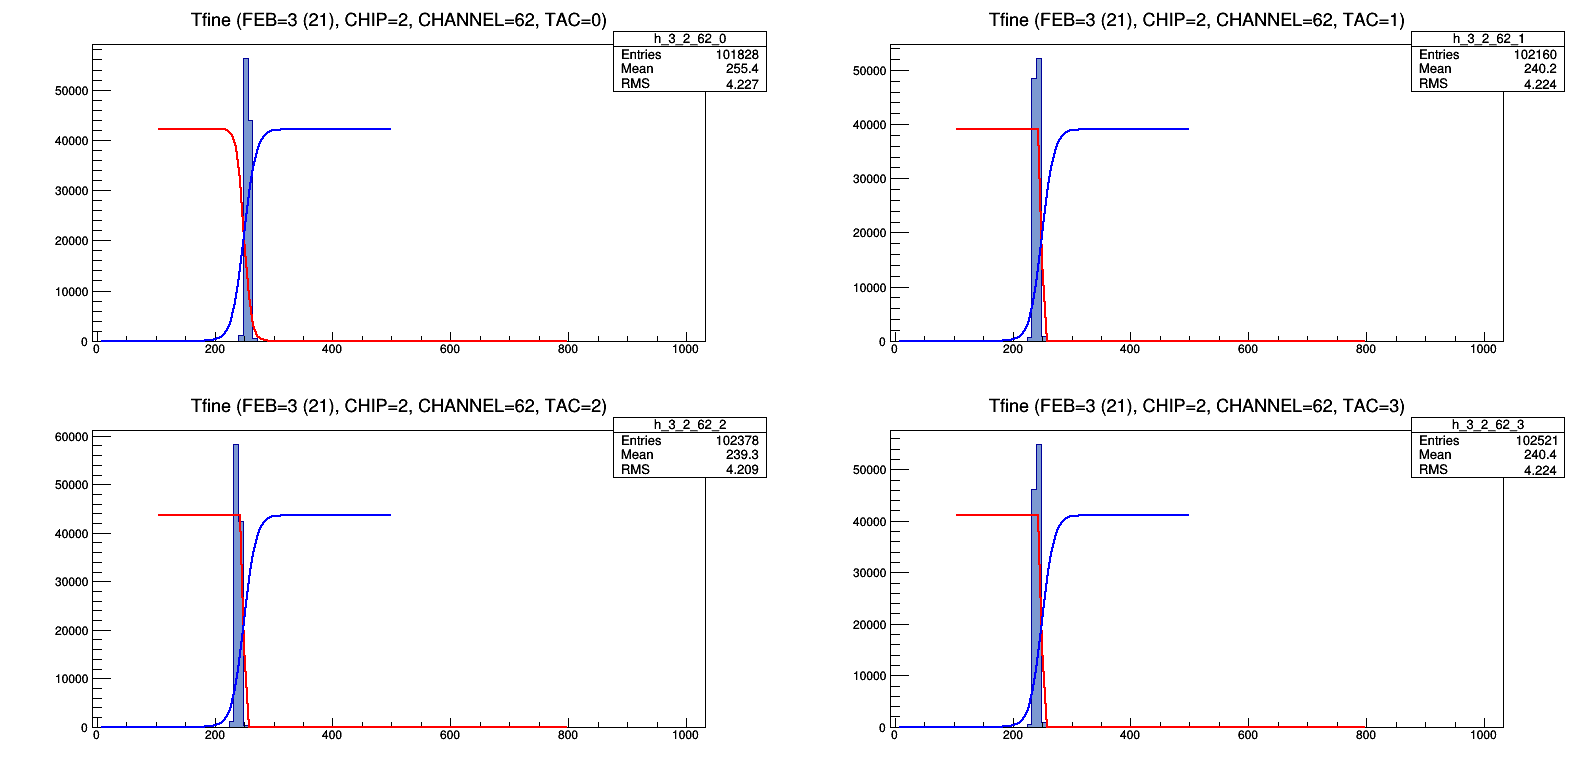 Tfine (FEB=3 (21), CHIP=2, CHANNEL=62, TAC=0)
h_3_2_62_0
Entries 101828
Mean 255.4
RMS 4.227
50000
40000
30000
20000
10000
0
0 200 400 600 800 1000
Tfine (FEB=3 (21), CHIP=2, CHANNEL=62, TAC=1)
h_3_2_62_1
Entries 102160
Mean 240.2
RMS 4.224
50000
40000
30000
20000
10000
0
0 200 400 600 800 1000
Tfine (FEB=3 (21), CHIP=2, CHANNEL=62, TAC=2)
h_3_2_62_2
Entries 102378
Mean 239.3
RMS 4.209
60000
50000
40000
30000
20000
10000
0
0 200 400 600 800 1000
Tfine (FEB=3 (21), CHIP=2, CHANNEL=62, TAC=3)
h_3_2_62_3
Entries 102521
Mean 240.4
RMS 4.224
50000
40000
30000
20000
10000
0
0 200 400 600 800 1000